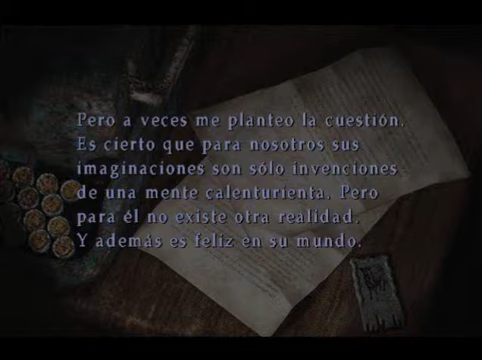 Pero a veces me planteo la cuestión.
Es cierto que para nosotros sus
imaginaciones son sólo invenciones
de una mente calenturienta. Pero
para él no existe otra realidad.
Y además es feliz en su mundo.